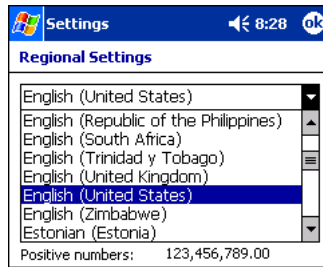 Settings 8:28 ok
Regional Settings
English (United States)
English (Republic of the Philippines)
English (South Africa)
English (Trinidad y Tobago)
English (United Kingdom)
English (United States)
English (Zimbabwe)
Estonian (Estonia)
Positive numbers: 123,456,789.00